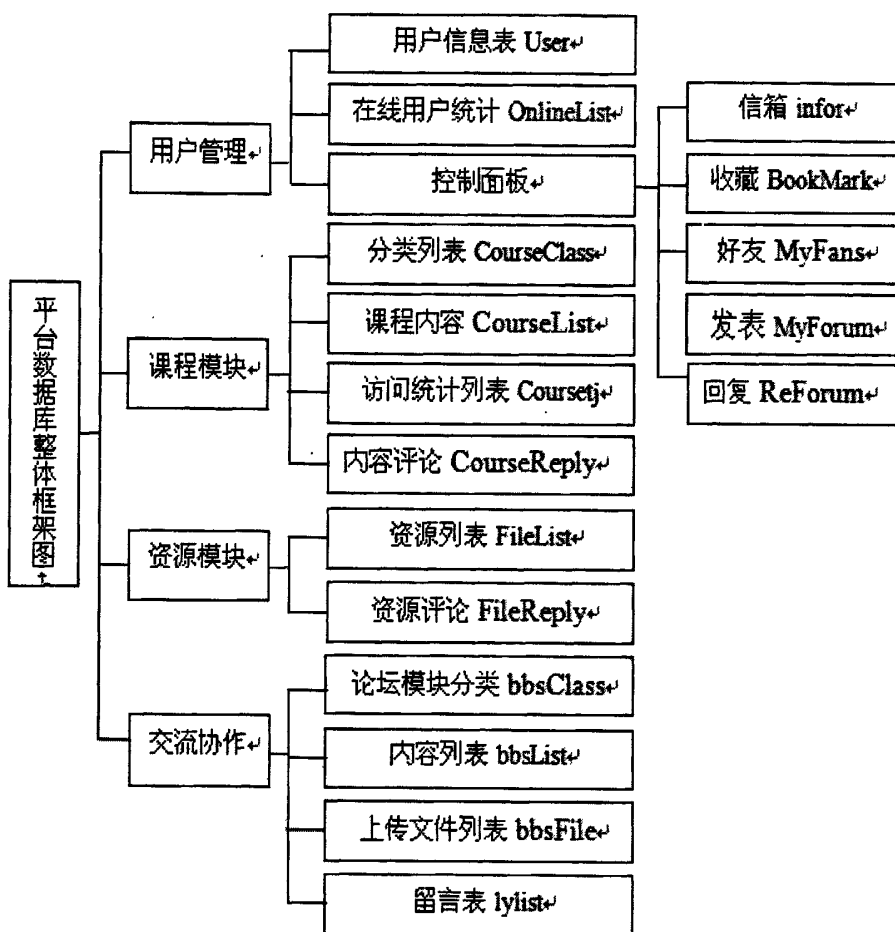 平台数据库整体框架图
用户管理
用户信息表 User
在线用户统计 OnlineList
控制面板
信箱 infor
收藏 BookMark
好友 MyFans
发表 MyForum
回复 ReForum
课程模块
分类列表 CourseClass
课程内容 CourseList
访问统计列表 Coursetj
内容评论 CourseReply
资源模块
资源列表 FileList
资源评论 FileReply
交流协作
论坛模块分类 bbsClass
内容列表 bbsList
上传文件列表 bbsFile
留言表 lylist